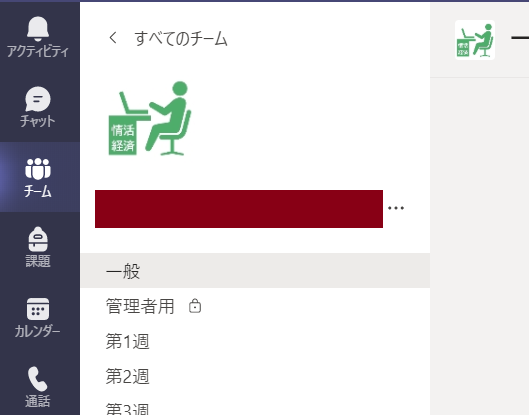 アクティビティ
チャット
チーム
課題
カレンダー
通話
すべてのチーム
情活
経済
一般
管理者用
第1週
第2週
第3週
情活
経済